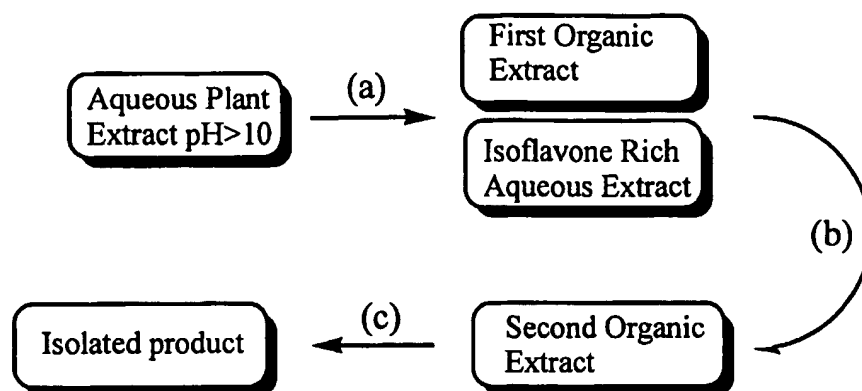 Aqueous Plant
Extract pH>10
(a)
First Organic
Extract
Isoflavone Rich
Aqueous Extract
(b)
Second Organic
Extract
(c)
Isolated product